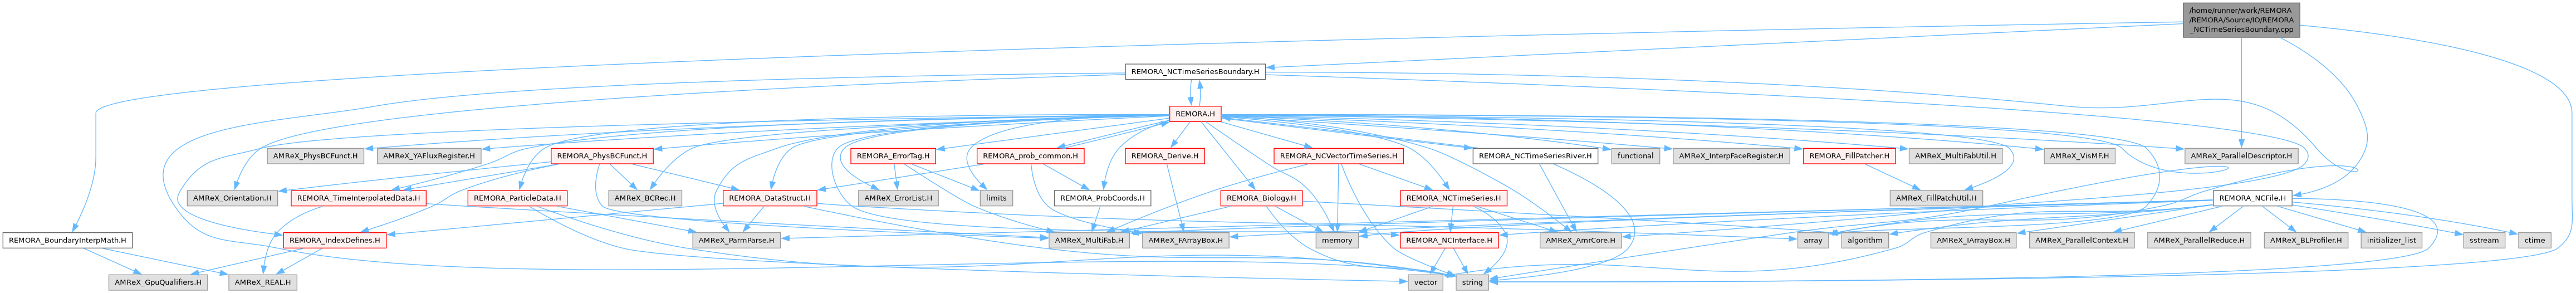 /home/runner/work/REMORA
/REMORA/Source/IO/REMORA
_NCTimeSeriesBoundary.cpp
REMORA_NCTimeSeriesBoundary.H
REMORA.H
AMReX_PhysBCFunct.H
AMReX_YAFluxRegister.H
REMORA_PhysBCFunct.H
REMORA_ErrorTag.H
REMORA_prob_common.H
REMORA_Derive.H
REMORA_NCVectorTimeSeries.H
REMORA_NCTimeSeriesRiver.H
functional
AMReX_InterpFaceRegister.H
REMORA_FillPatcher.H
AMReX_MultiFabUtil.H
AMReX_VisMF.H
AMReX_ParallelDescriptor.H
AMReX_Orientation.H
REMORA_TimeInterpolatedData.H
REMORA_ParticleData.H
AMReX_BCRec.H
REMORA_DataStruct.H
AMReX_ErrorList.H
limits
REMORA_ProbCoords.H
REMORA_Biology.H
REMORA_NCTimeSeries.H
AMReX_FillPatchUtil.H
REMORA_NCFile.H
REMORA_BoundaryInterpMath.H
REMORA_IndexDefines.H
AMReX_ParmParse.H
AMReX_MultiFab.H
AMReX_FArrayBox.H
memory
REMORA_NCInterface.H
AMReX_AmrCore.H
array
algorithm
AMReX_IArrayBox.H
AMReX_ParallelContext.H
AMReX_ParallelReduce.H
AMReX_BLProfiler.H
initializer_list
sstream
ctime
AMReX_GpuQualifiers.H
AMReX_REAL.H
vector
string